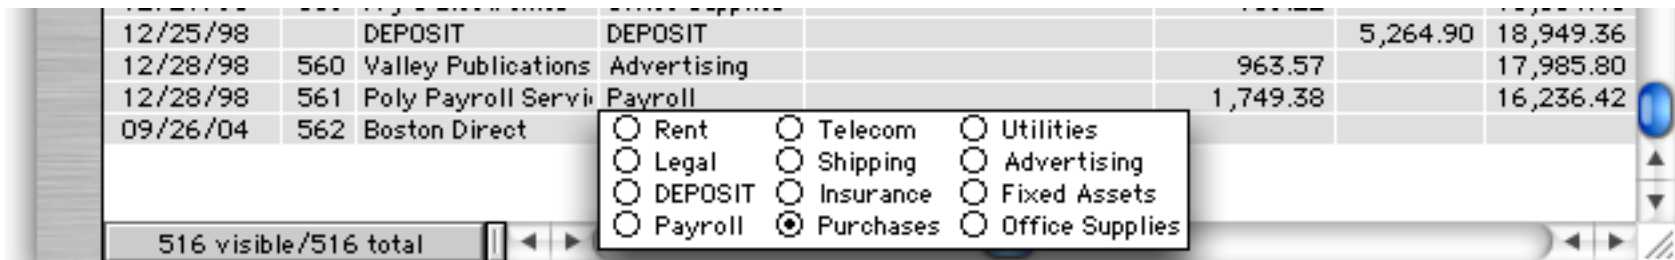 12/25/98 DEPOSIT DEPOSIT 5,264.90 18,949.36
12/28/98 560 Valley Publications Advertising 963.57 17,985.80
12/28/98 561 Poly Payroll Servi Payroll 1,749.38 16,236.42
09/26/04 562 Boston Direct
Rent Telecom Utilities
Legal Shipping Advertising
DEPOSIT Insurance Fixed Assets
Payroll Purchases Office Supplies
516 visible/516 total